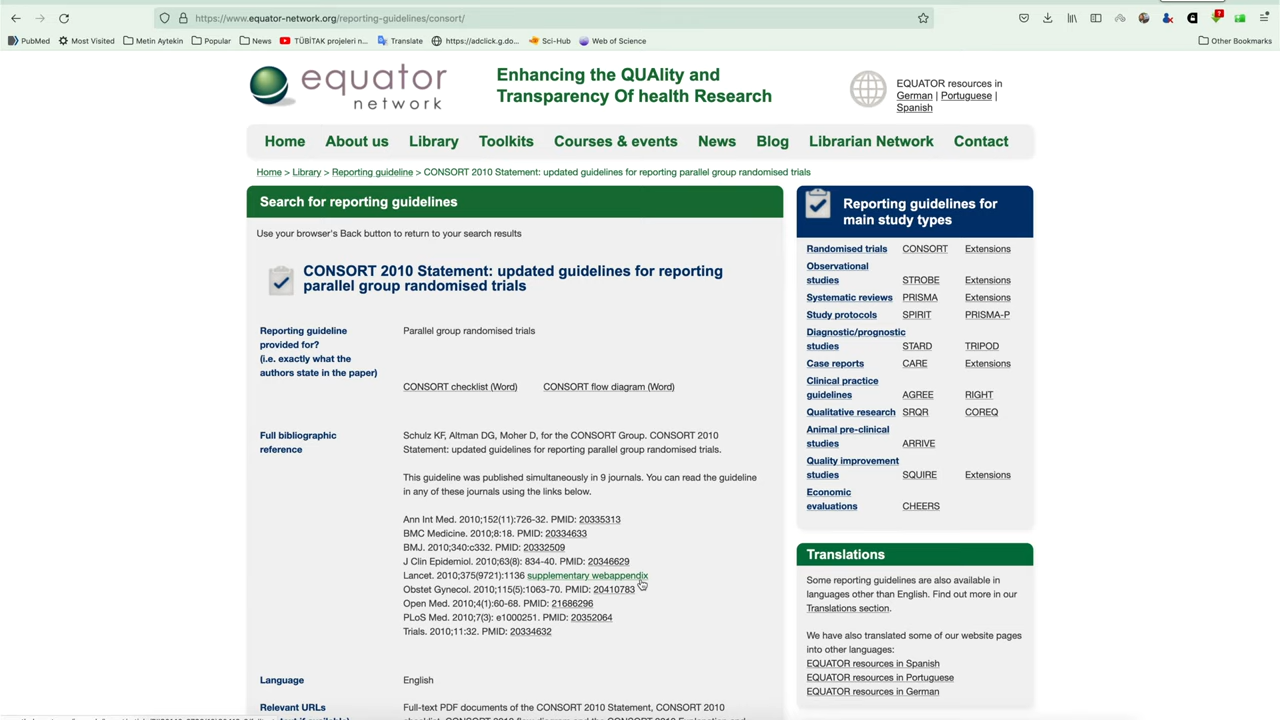 https://www.equator-network.org/reporting-guidelines/consort/
PubMed
Most Visited
Metin Aytekin
Popular
News
TÜBİTAK projeleri n...
Translate
https://adclick.g.do...
Sci-Hub
Web of Science
Other Bookmarks
equator
network
Enhancing the QUAlity and
Transparency Of health Research
EQUATOR resources in
German | Portuguese |
Spanish
Home
About us
Library
Toolkits
Courses & events
News
Blog
Librarian Network
Contact
Home > Library > Reporting guideline > CONSORT 2010 Statement: updated guidelines for reporting parallel group randomised trials
Search for reporting guidelines
Use your browser's Back button to return to your search results
CONSORT 2010 Statement: updated guidelines for reporting
parallel group randomised trials
Reporting guideline
provided for?
(i.e. exactly what the
authors state in the paper)
Parallel group randomised trials
CONSORT checklist (Word)
CONSORT flow diagram (Word)
Full bibliographic
reference
Schulz KF, Altman DG, Moher D, for the CONSORT Group. CONSORT 2010
Statement: updated guidelines for reporting parallel group randomised trials.
This guideline was published simultaneously in 9 journals. You can read the guideline
in any of these journals using the links below.
Ann Int Med. 2010;152(11):726-32. PMID: 20335313
BMC Medicine. 2010;8:18. PMID: 20334633
BMJ. 2010;340:c332. PMID: 20332509
J Clin Epidemiol. 2010;63(8): 834-40. PMID: 20346629
Lancet. 2010;375(9721):1136 supplementary webappendix
Obstet Gynecol. 2010;115(5):1063-70. PMID: 20410783
Open Med. 2010;4(1):60-68. PMID: 21686296
PLoS Med. 2010;7(3): e1000251. PMID: 20352064
Trials. 2010;11:32. PMID: 20334632
Language
English
Relevant URLs
Full-text PDF documents of the CONSORT 2010 Statement, CONSORT 2010
Reporting guidelines for
main study types
Randomised trials CONSORT Extensions
Observational
studies STROBE Extensions
Systematic reviews PRISMA Extensions
Study protocols SPIRIT PRISMA-P
Diagnostic/prognostic
studies STARD TRIPOD
Case reports CARE Extensions
Clinical practice
guidelines AGREE RIGHT
Qualitative research SRQR COREQ
Animal pre-clinical
studies ARRIVE
Quality improvement
studies SQUIRE Extensions
Economic
evaluations CHEERS
Translations
Some reporting guidelines are also available in
languages other than English. Find out more in our
Translations section.
We have also translated some of our website pages
into other languages:
EQUATOR resources in Spanish
EQUATOR resources in Portuguese
EQUATOR resources in German